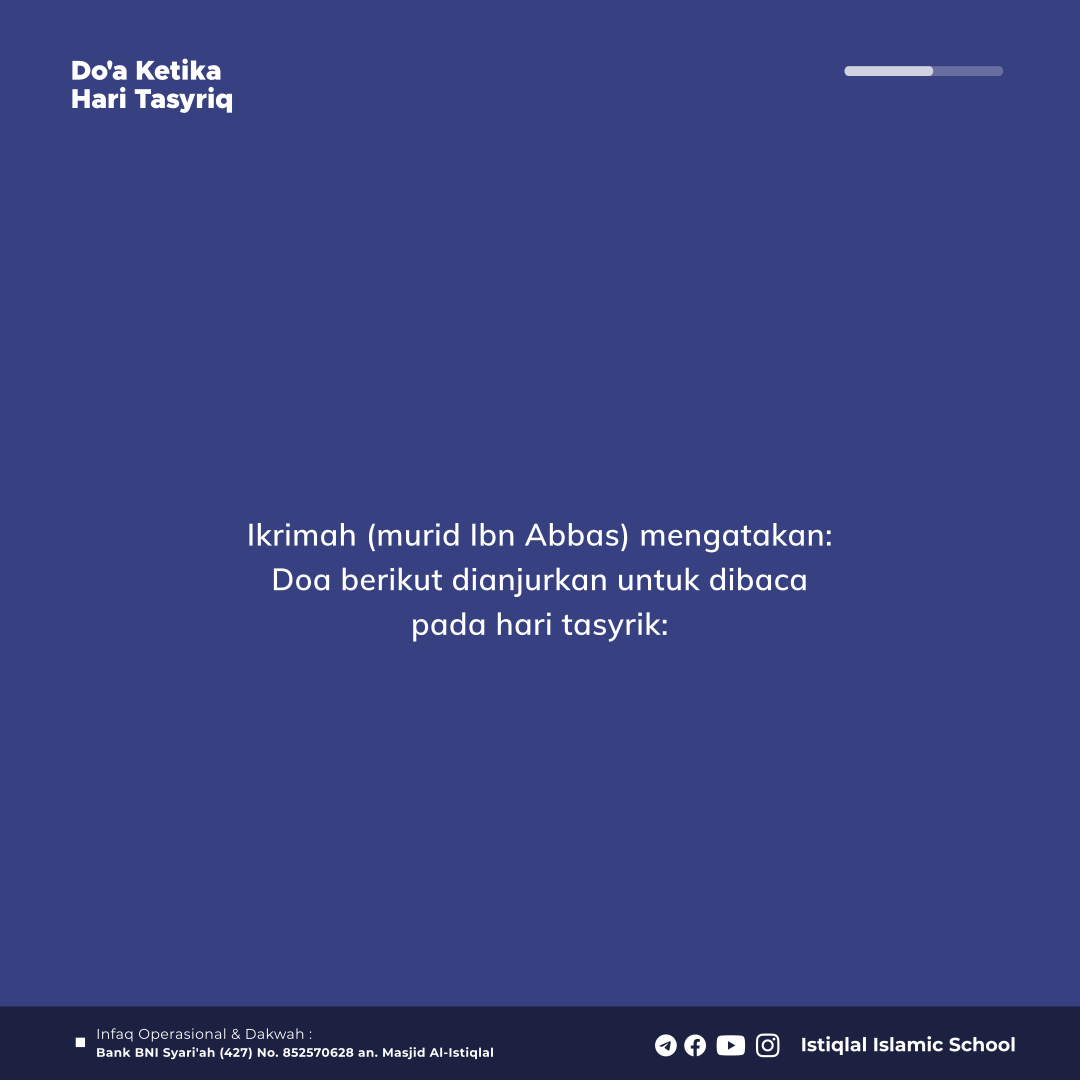 Do'a Ketika
Hari Tasyriq
Ikrimah (murid Ibn Abbas) mengatakan:
Doa berikut dianjurkan untuk dibaca
pada hari tasyrik:
Infaq Operasional & Dakwah :
Bank BNI Syari'ah (427) No. 852570628 an. Masjid Al-Istiqlal
Istiqlal Islamic School